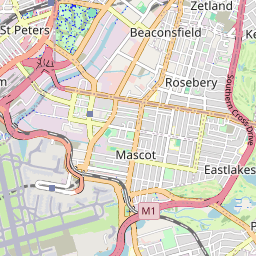 Zetland
St Peters
Beaconsfield
Rosebery
Southern Cross Drive
Mascot
Eastlakes
M1